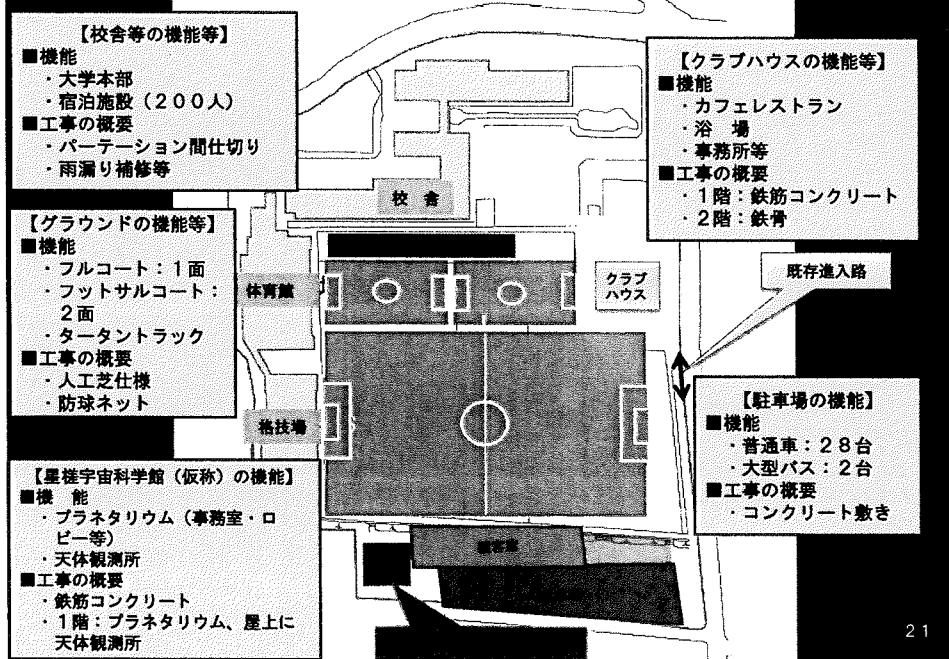 【校舎等の機能等】
■機能
・大学本部
・宿泊施設（２００人）
■工事の概要
・パーテーション間仕切り
・雨漏り補修等
【グラウンドの機能等】
■機能
・フルコート：１面
・フットサルコート：
２面
・タータントラック
■工事の概要
・人工芝仕様
・防球ネット
【星槎宇宙科学館（仮称）の機能】
■機　能
・プラネタリウム（事務室・ロ
ビー等）
・天体観測所
■工事の概要
・鉄筋コンクリート
・１階：プラネタリウム、屋上に
天体観測所
校　舎
体育館
格技場
クラブ
ハウス
観客席
【クラブハウスの機能等】
■機能
・カフェレストラン
・浴　場
・事務所等
■工事の概要
・１階：鉄筋コンクリート
・２階：鉄骨
既存進入路
【駐車場の機能】
■機能
・普通車：２８台
・大型バス：２台
■工事の概要
・コンクリート敷き
２１